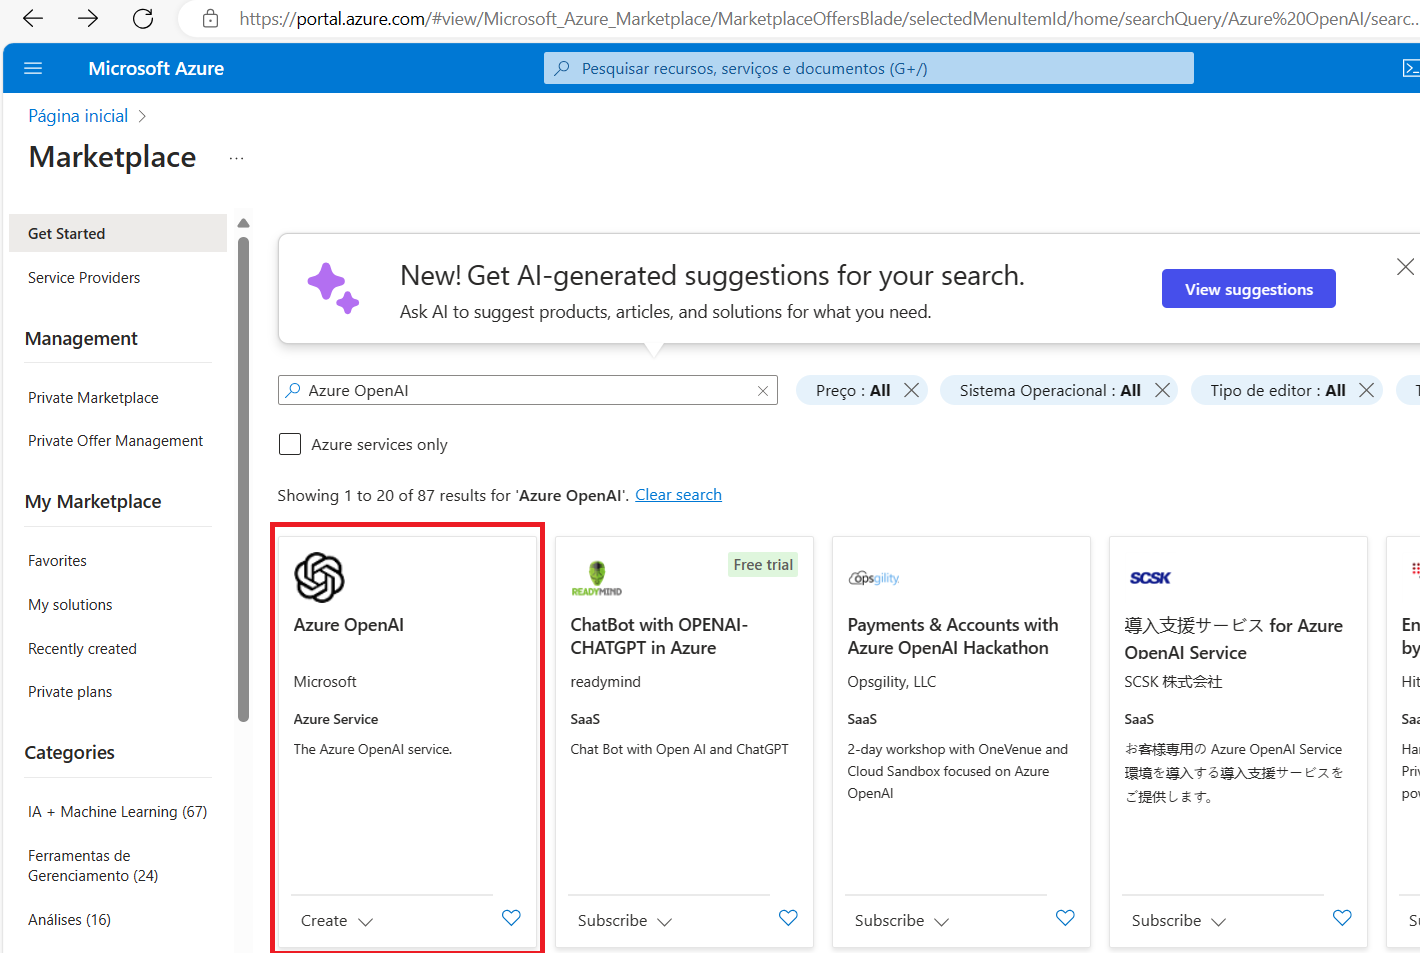 https://portal.azure.com/#view/Microsoft_Azure_Marketplace/MarketplaceOffersBlade/selectedMenuItemId/home/searchQuery/Azure%20OpenAI/searc...
Microsoft Azure
Pesquisar recursos, serviços e documentos (G+/)
Página inicial
Marketplace
...
Get Started
Service Providers
Management
Private Marketplace
Private Offer Management
My Marketplace
Favorites
My solutions
Recently created
Private plans
Categories
IA + Machine Learning (67)
Ferramentas de
Gerenciamento (24)
Análises (16)
New! Get AI-generated suggestions for your search.
Ask AI to suggest products, articles, and solutions for what you need.
View suggestions
Azure OpenAI
Preço : All
Sistema Operacional : All
Tipo de editor : All
Azure services only
Showing 1 to 20 of 87 results for 'Azure OpenAI'. Clear search
Azure OpenAI
Microsoft
Azure Service
The Azure OpenAI service.
Create
READYMIND
Free trial
ChatBot with OPENAI-
CHATGPT in Azure
readymind
SaaS
Chat Bot with Open AI and ChatGPT
Subscribe
opsgility
Payments & Accounts with
Azure OpenAI Hackathon
Opsgility, LLC
SaaS
2-day workshop with OneVenue and
Cloud Sandbox focused on Azure
OpenAI
Subscribe
SCSK
導入支援サービス for Azure
OpenAI Service
SCSK 株式会社
SaaS
お客様専用の Azure OpenAI Service
環境を導入する導入支援サービスを
ご提供します。
Subscribe